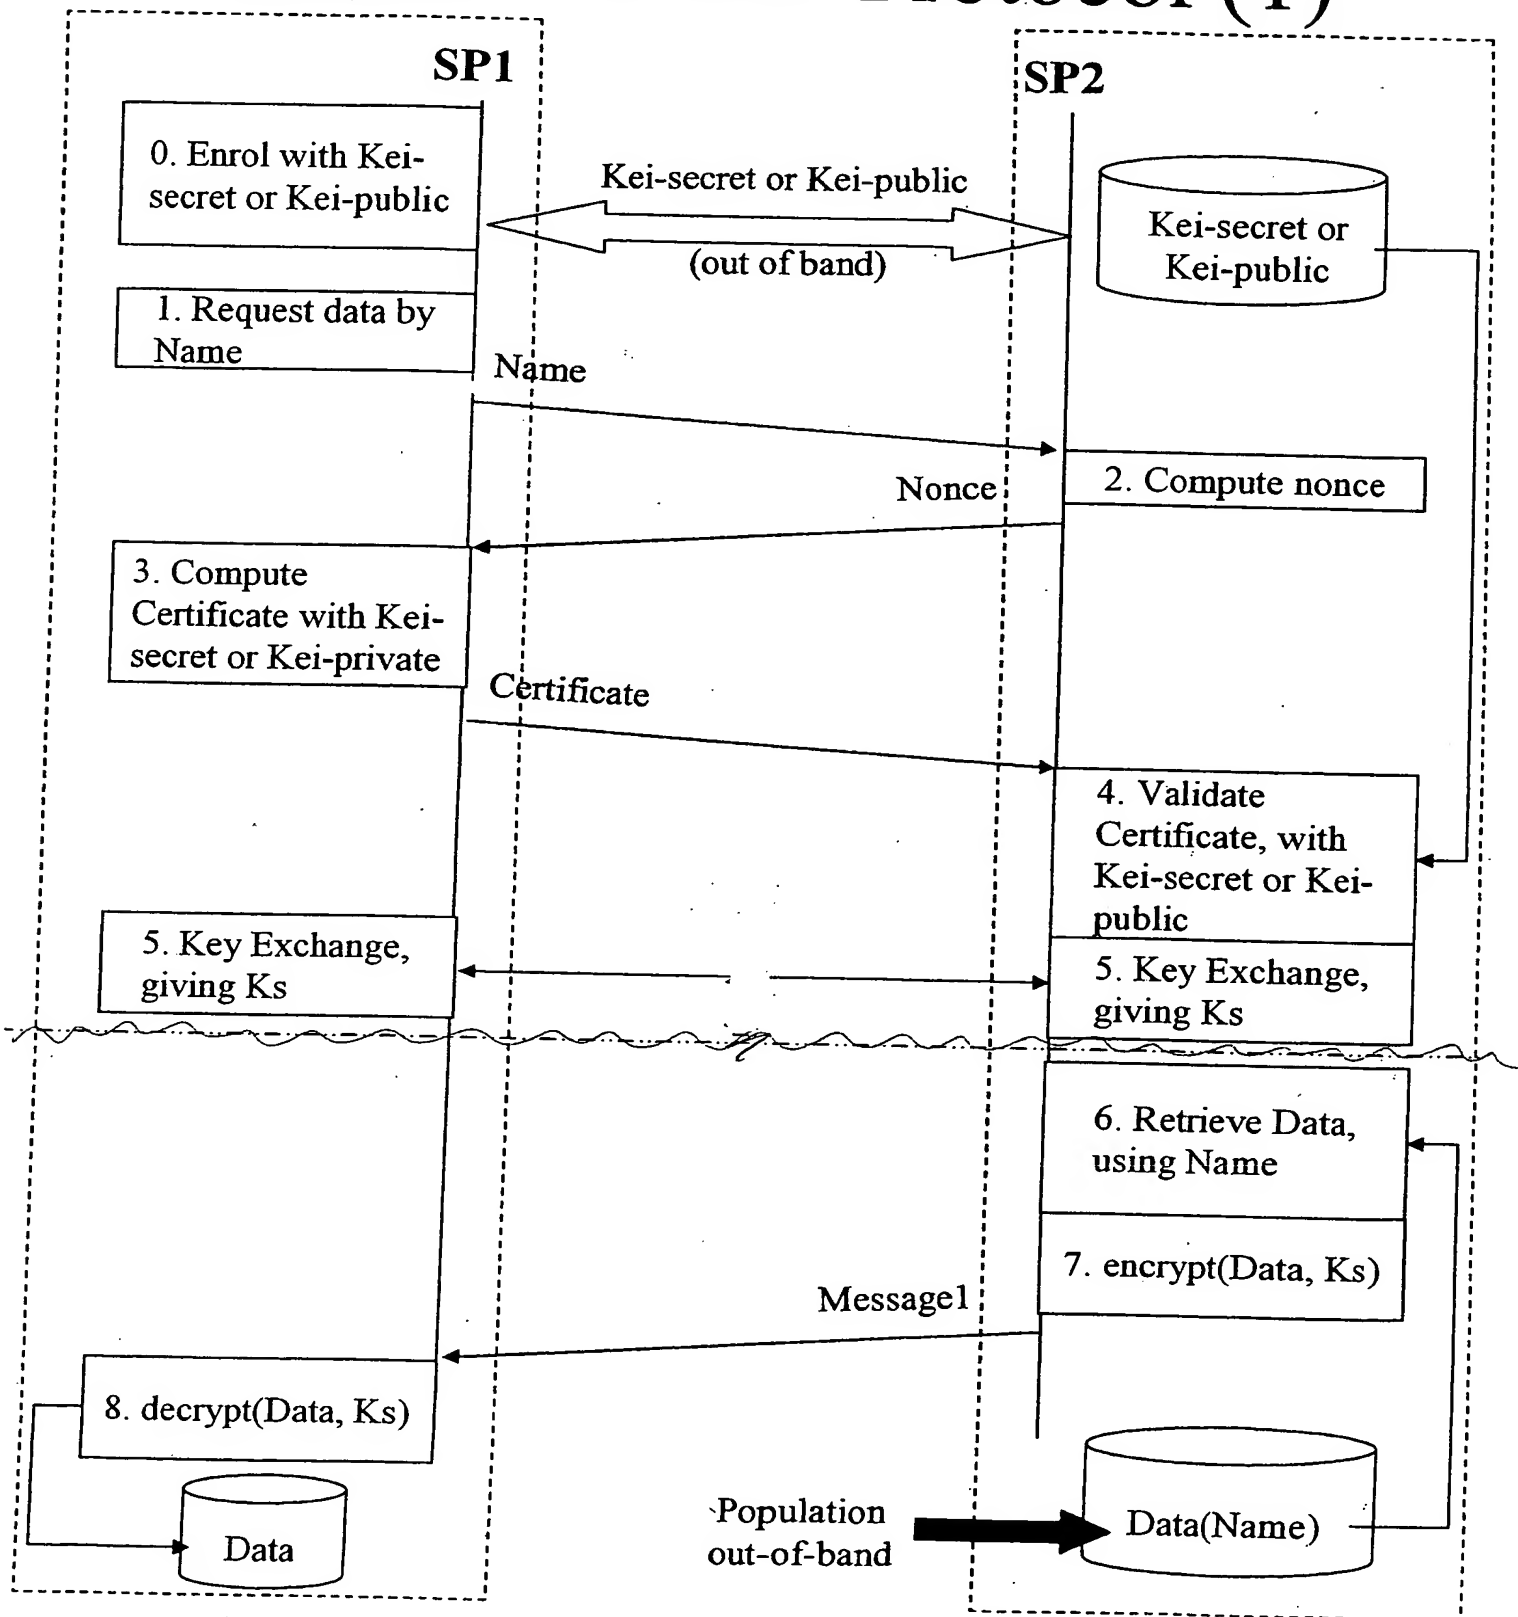 Protocol (1)
SP1
SP2
0. Enrol with Kei-
secret or Kei-public
Kei-secret or Kei-public
(out of band)
Kei-secret or
Kei-public
1. Request data by
Name
Name
2. Compute nonce
Nonce
3. Compute
Certificate with Kei-
secret or Kei-private
Certificate
4. Validate
Certificate, with
Kei-secret or Kei-
public
5. Key Exchange,
giving Ks
5. Key Exchange,
giving Ks
6. Retrieve Data,
using Name
7. encrypt(Data, Ks)
Message1
8. decrypt(Data, Ks)
Data
Population
out-of-band
Data(Name)